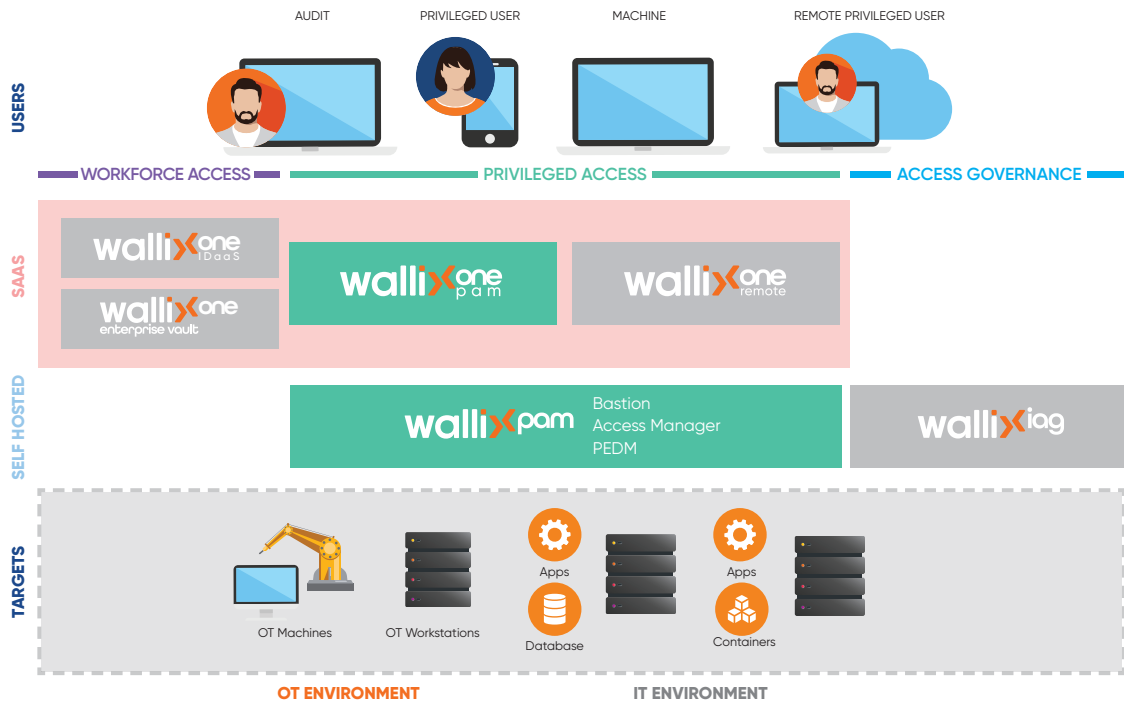 AUDIT
PRIVILEGED USER
MACHINE
REMOTE PRIVILEGED USER
USERS
WORKFORCE ACCESS
PRIVILEGED ACCESS
ACCESS GOVERNANCE
SAAS
wallix one
IDaaS
wallix one
enterprise vault
wallix one
pam
wallix one
remote
SELF HOSTED
wallix pam
Bastion
Access Manager
PEDM
wallix iag
TARGETS
OT Machines
OT Workstations
Apps
Database
Apps
Containers
OT ENVIRONMENT
IT ENVIRONMENT